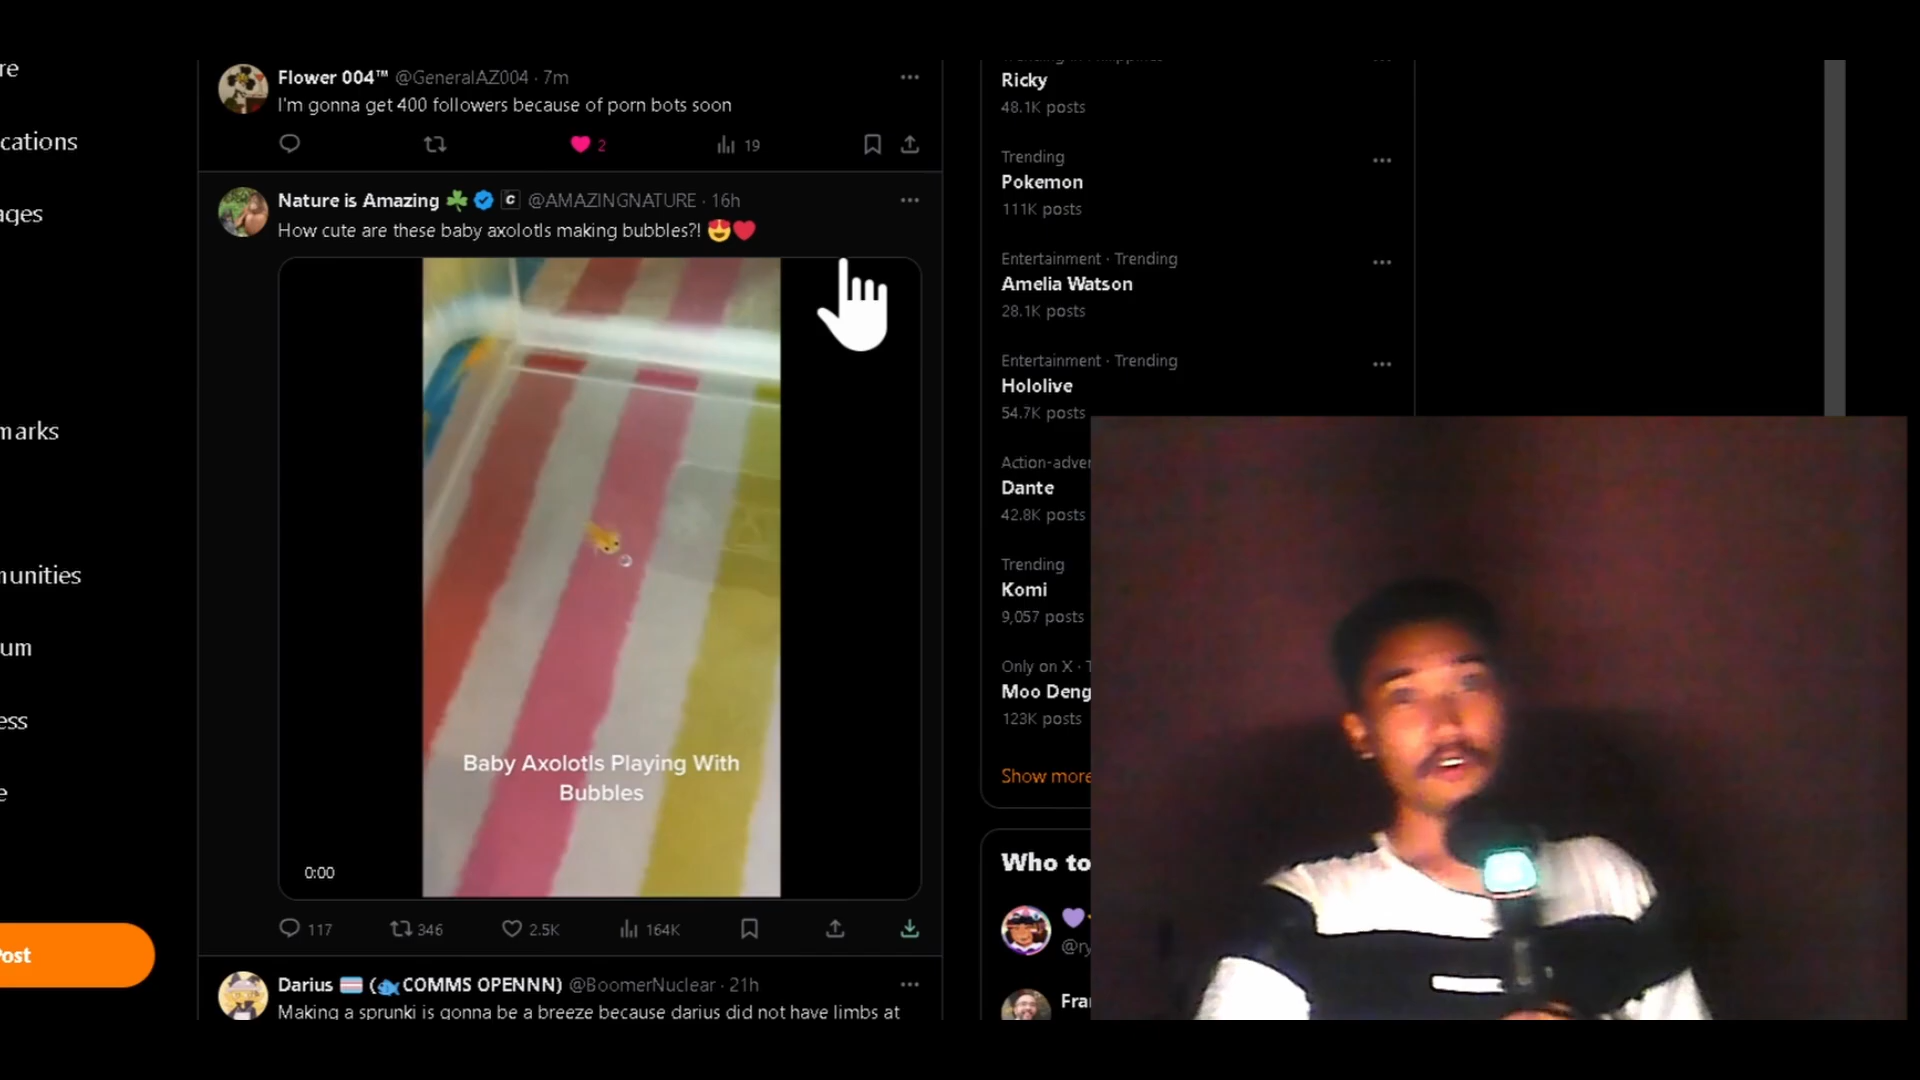 re
cations
ages
marks
munities
um
ess
e
Post
Flower 004™ @GeneralAZ004 · 7m
I'm gonna get 400 followers because of porn bots soon
2
19
Nature is Amazing @AMAZINGNATURE · 16h
How cute are these baby axolotls making bubbles?! 😍❤️
Baby Axolotls Playing With
Bubbles
0:00
117
346
2.5K
164K
Darius (🐟COMMS OPENNN) @BoomerNuclear · 21h
Making a sprunki is gonna be a breeze because darius did not have limbs at
Ricky
48.1K posts
Trending
Pokemon
111K posts
Entertainment · Trending
Amelia Watson
28.1K posts
Entertainment · Trending
Hololive
54.7K posts
Action-adver
Dante
42.8K posts
Trending
Komi
9,057 posts
Only on X · T
Moo Deng
123K posts
Show more
Who to
@ry
Fra